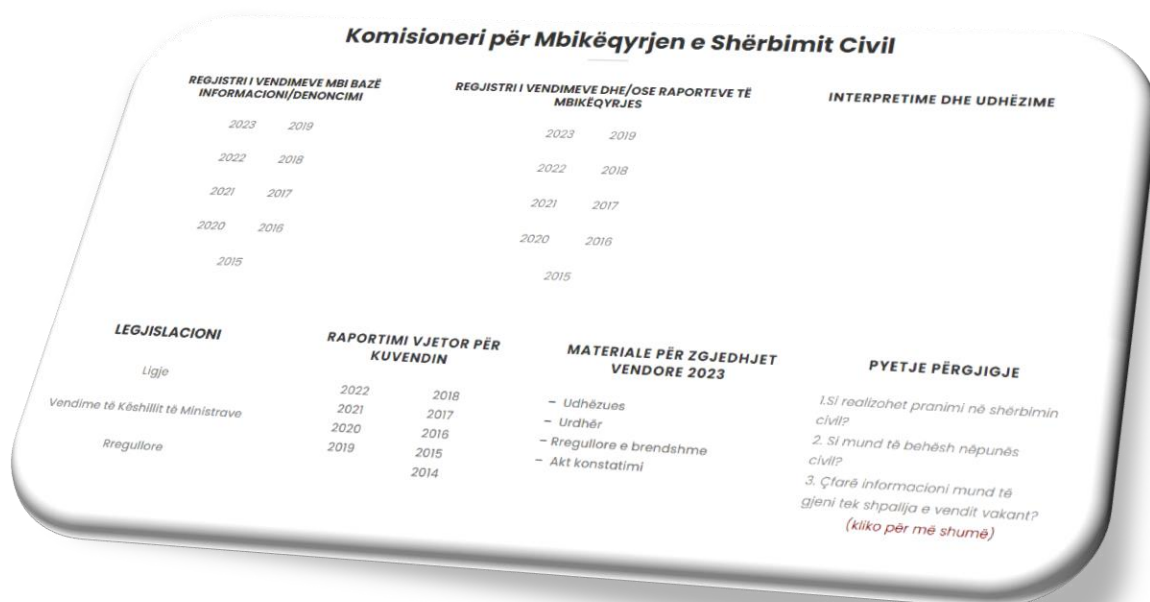 Komisioneri për Mbikëqyrjen e Shërbimit Civil
REGJISTRI I VENDIMEVE MBI BAZË
INFORMACIONI/DENONCIMI
2023 2019
2022 2018
2021 2017
2020 2016
2015
REGJISTRI I VENDIMEVE DHE/OSE RAPORTEVE TË
MBIKËQYRJES
2023 2019
2022 2018
2021 2017
2020 2016
2015
INTERPRETIME DHE UDHËZIME
LEGJISLACIONI
Ligje
Vendime të Këshillit të Ministrave
Rregullore
RAPORTIMI VJETOR PËR
KUVENDIN
2022 2018
2021 2017
2020 2016
2019 2015
2014
MATERIALE PËR ZGJEDHJET
VENDORE 2023
– Udhëzues
– Urdhër
– Rregullore e brendshme
– Akt konstatimi
PYETJE PËRGJIGJE
1.Si realizohet pranimi në shërbimin
civil?
2. Si mund të behësh nëpunës
civil?
3. Çfarë informacioni mund të
gjeni tek shpallja e vendit vakant?
(kliko për më shumë)